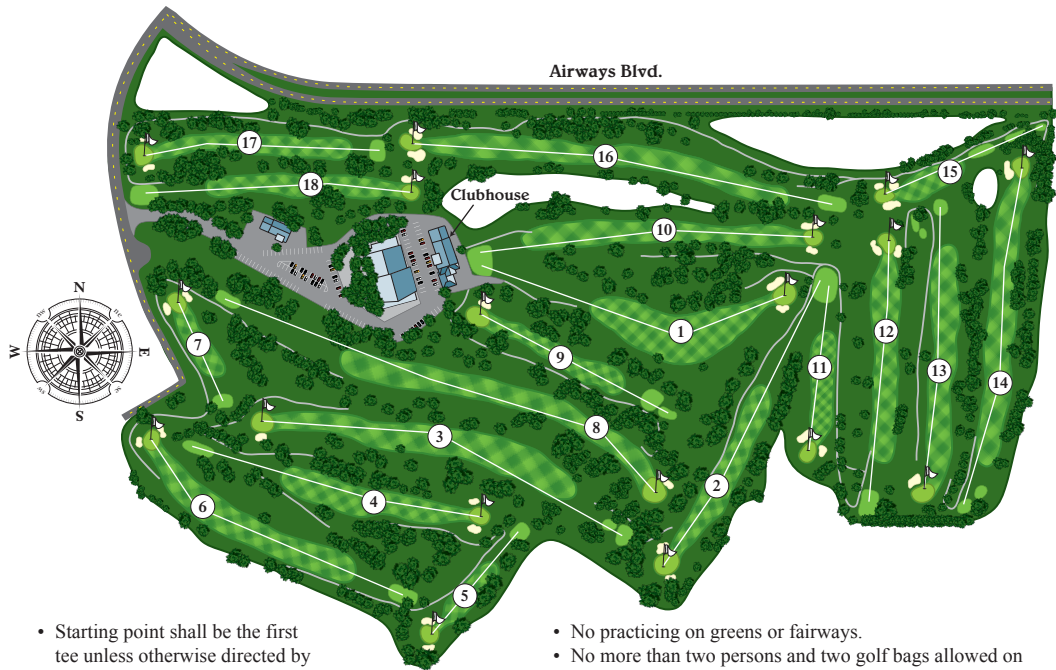 Airways Blvd.
17
16
15
18
Clubhouse
10
N
W
E
S
7
1
12
9
11
13
14
8
3
2
4
6
5
• Starting point shall be the first
tee unless otherwise directed by
• No practicing on greens or fairways.
• No more than two persons and two golf bags allowed on